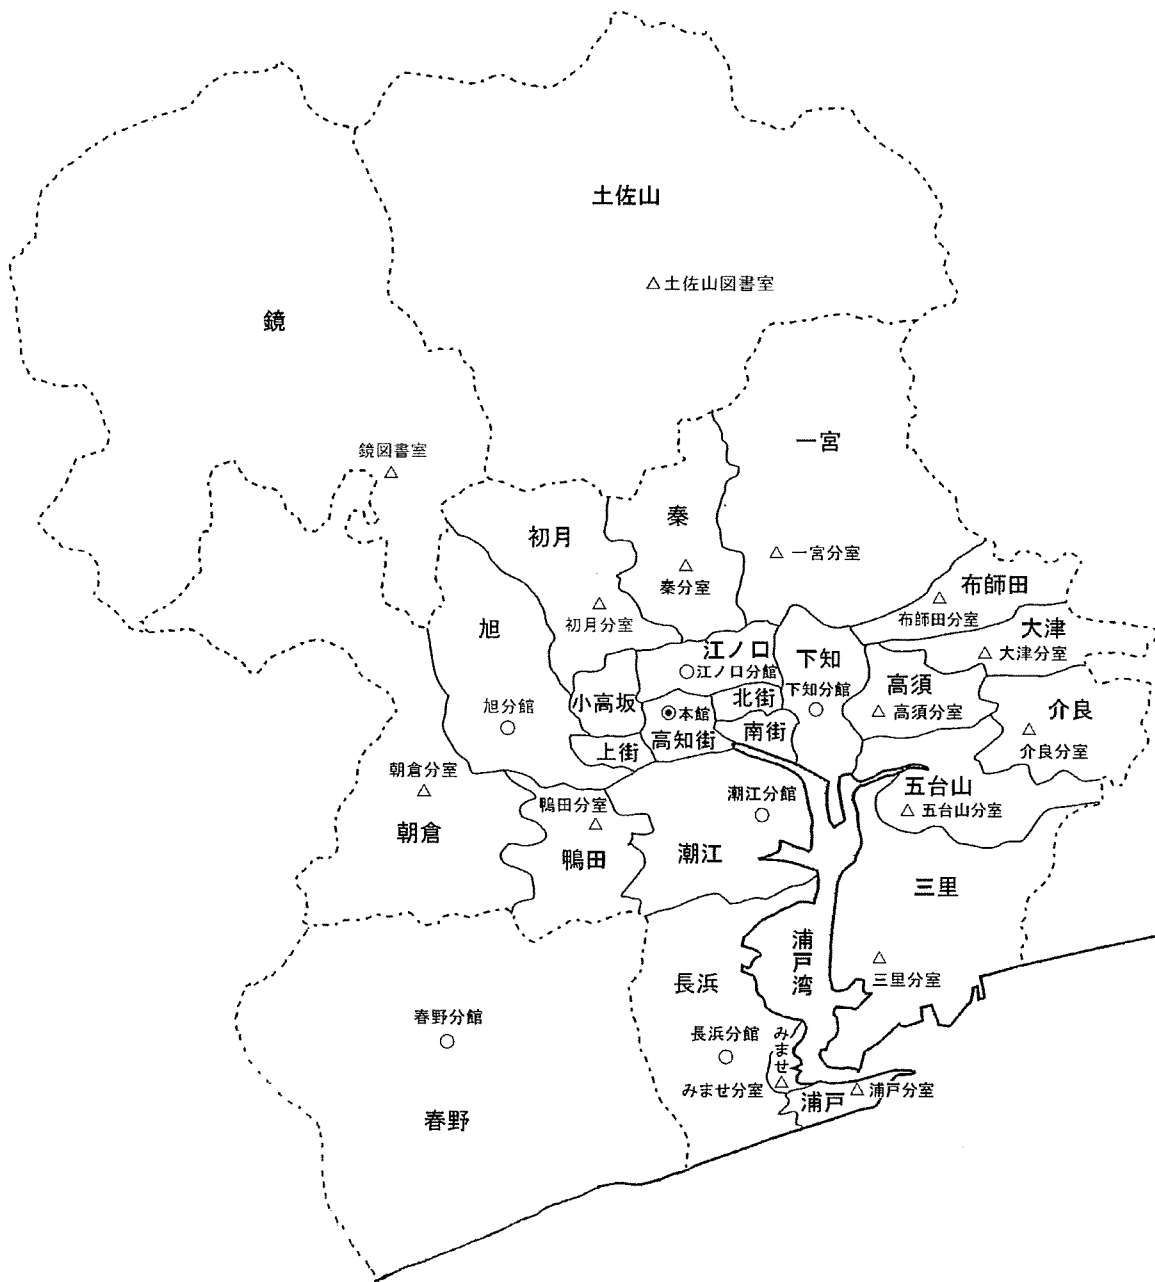 土佐山
△土佐山図書室
鏡
鏡図書室
△
一宮
△ 一宮分室
秦
△
秦分室
初月
△
初月分室
布師田
△
布師田分室
大津
△ 大津分室
旭
旭分館
○
江ノ口
○江ノ口分館
下知
下知分館
○
高須
△ 高須分室
介良
△
介良分室
小高坂
北街
◉本館
高知街
南街
上街
朝倉分室
△
朝倉
鴨田分室
△
鴨田
潮江分館
○
潮江
五台山
△ 五台山分室
三里
△
三里分室
浦戸湾
長浜
長浜分館
○
みませ
みませ分室 △
浦戸
△ 浦戸分室
春野分館
○
春野